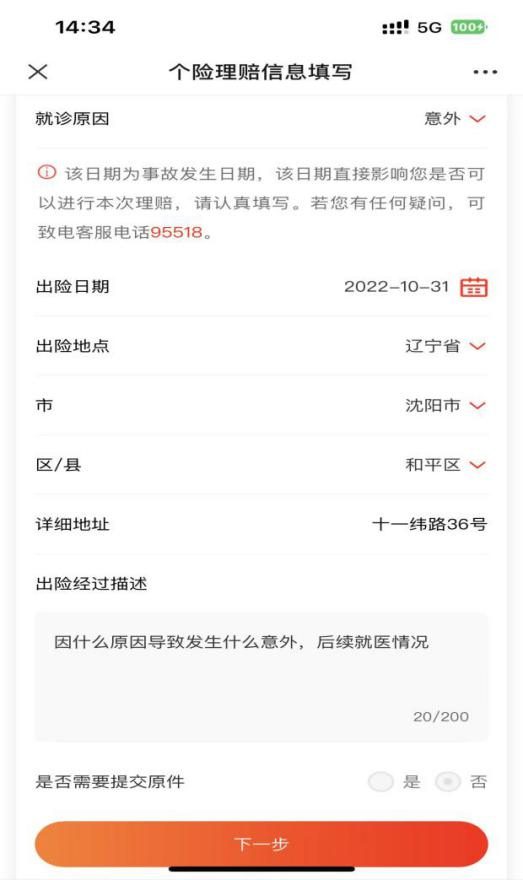 14:34 5G 100
个险理赔信息填写
就诊原因 意外
该日期为事故发生日期，该日期直接影响您是否可
以进行本次理赔，请认真填写。若您有任何疑问，可
致电客服电话95518。
出险日期 2022-10-31
出险地点 辽宁省
市 沈阳市
区/县 和平区
详细地址 十一纬路36号
出险经过描述
因什么原因导致发生什么意外，后续就医情况
20/200
是否需要提交原件 是 否
下一步